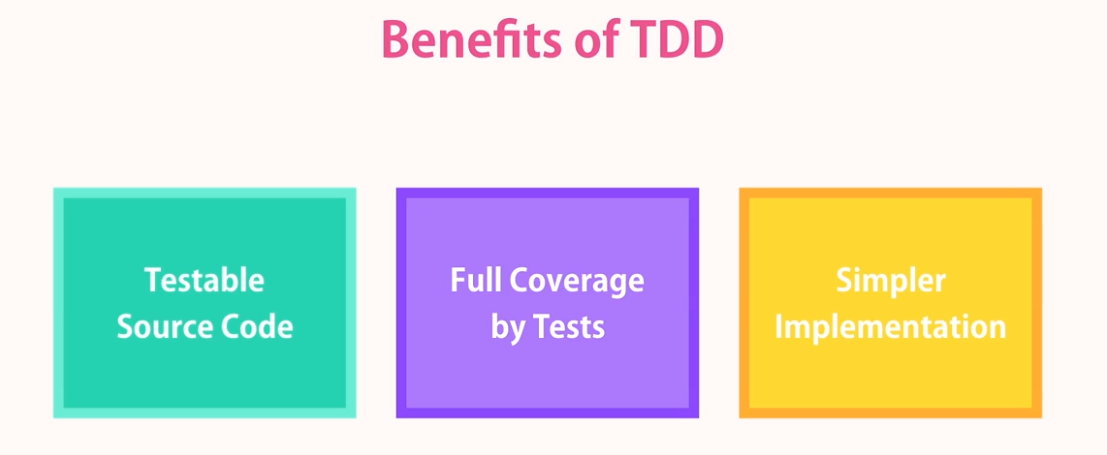 Benefits of TDD
Testable
Source Code
Full Coverage
by Tests
Simpler
Implementation